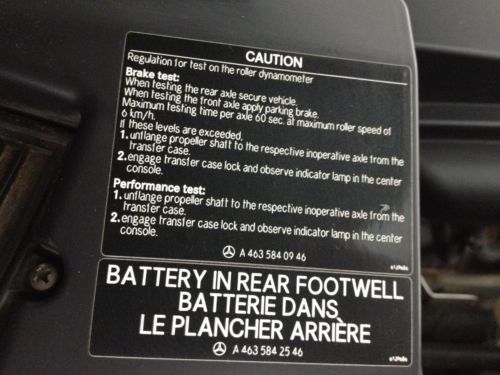 CAUTION
Regulation for test on the roller dynamometer
Brake test:
When testing the rear axle secure vehicle.
When testing the front axle apply parking brake.
Maximum testing time per axle 60 sec. at maximum roller speed of
6 km/h.
If these levels are exceeded,
1. unflange propeller shaft to the respective inoperative axle from the
transfer case.
2. engage transfer case lock and observe indicator lamp in the center
console.
Performance test:
1. unflange propeller shaft to the respective inoperative axle from the
transfer case.
2. engage transfer case lock and observe indicator lamp in the center
console.
A 463 584 09 46
BATTERY IN REAR FOOTWELL
BATTERIE DANS
LE PLANCHER ARRIÈRE
A 463 584 25 46